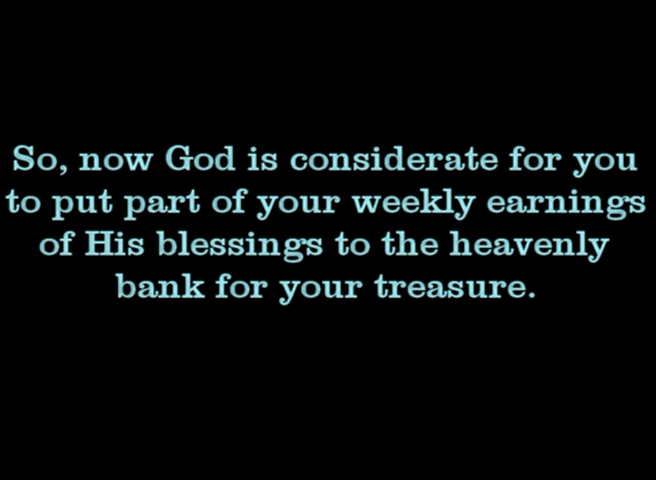 So, now God is considerate for you
to put part of your weekly earnings
of His blessings to the heavenly
bank for your treasure.